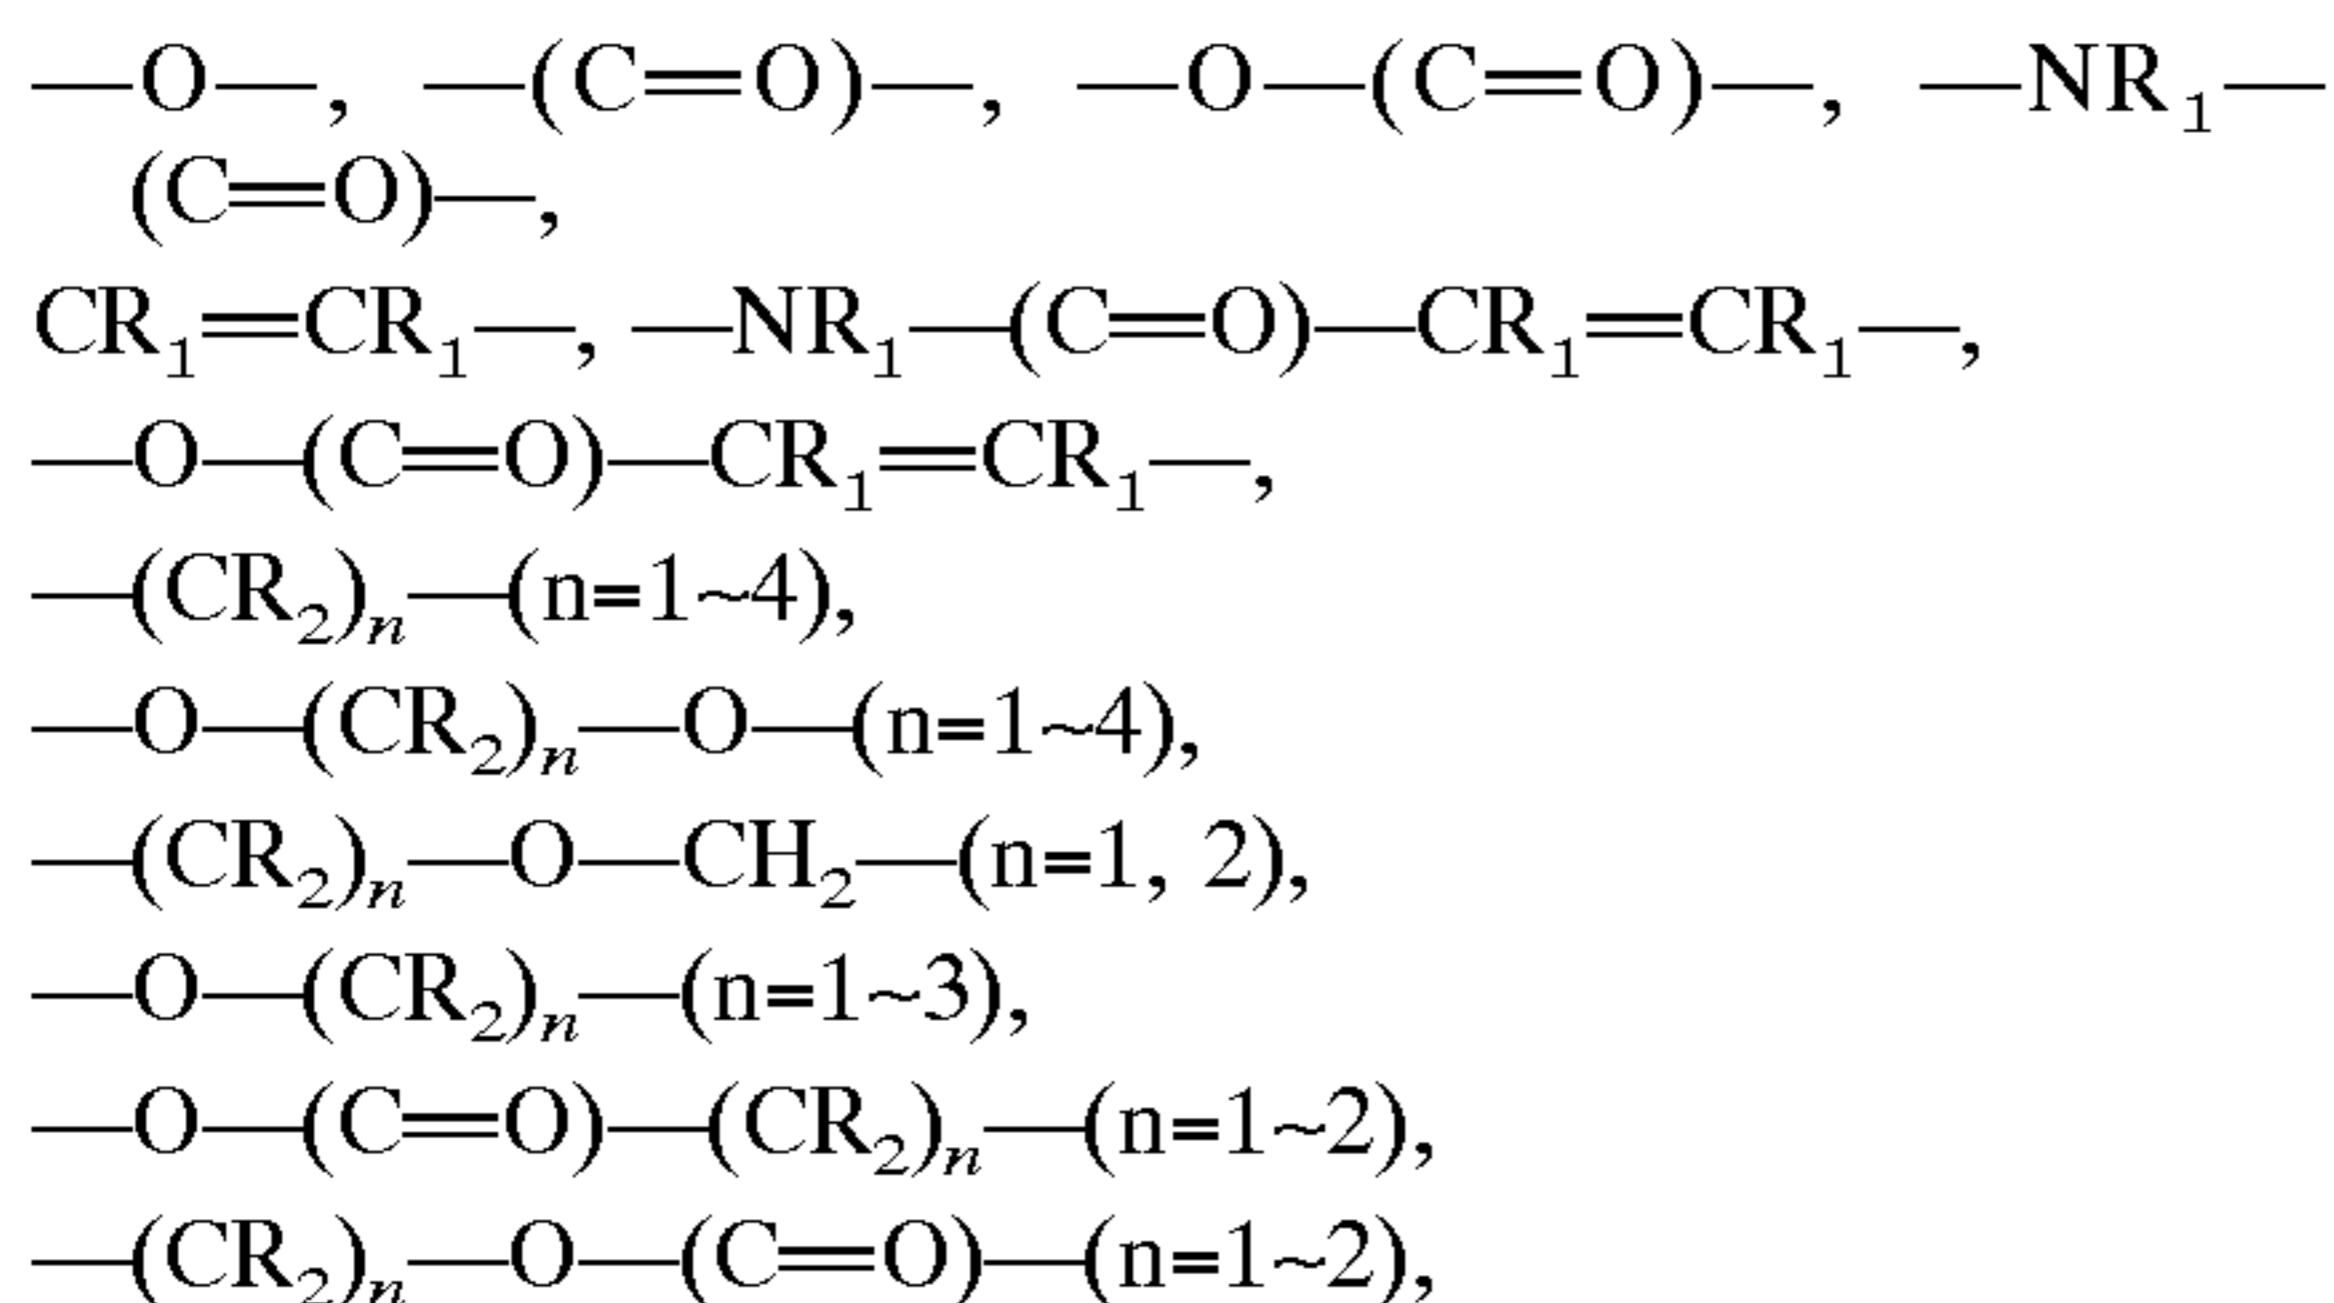 —O—, —(C═O)—, —O—(C═O)—, —NR₁—
(C═O)—,
CR₁═CR₁—, —NR₁—(C═O)—CR₁═CR₁—,
—O—(C═O)—CR₁═CR₁—,
—(CR₂)ₙ—(n=1~4),
—O—(CR₂)ₙ—O—(n=1~4),
—(CR₂)ₙ—O—CH₂—(n=1, 2),
—O—(CR₂)ₙ—(n=1~3),
—O—(C═O)—(CR₂)ₙ—(n=1~2),
—(CR₂)ₙ—O—(C═O)—(n=1~2),